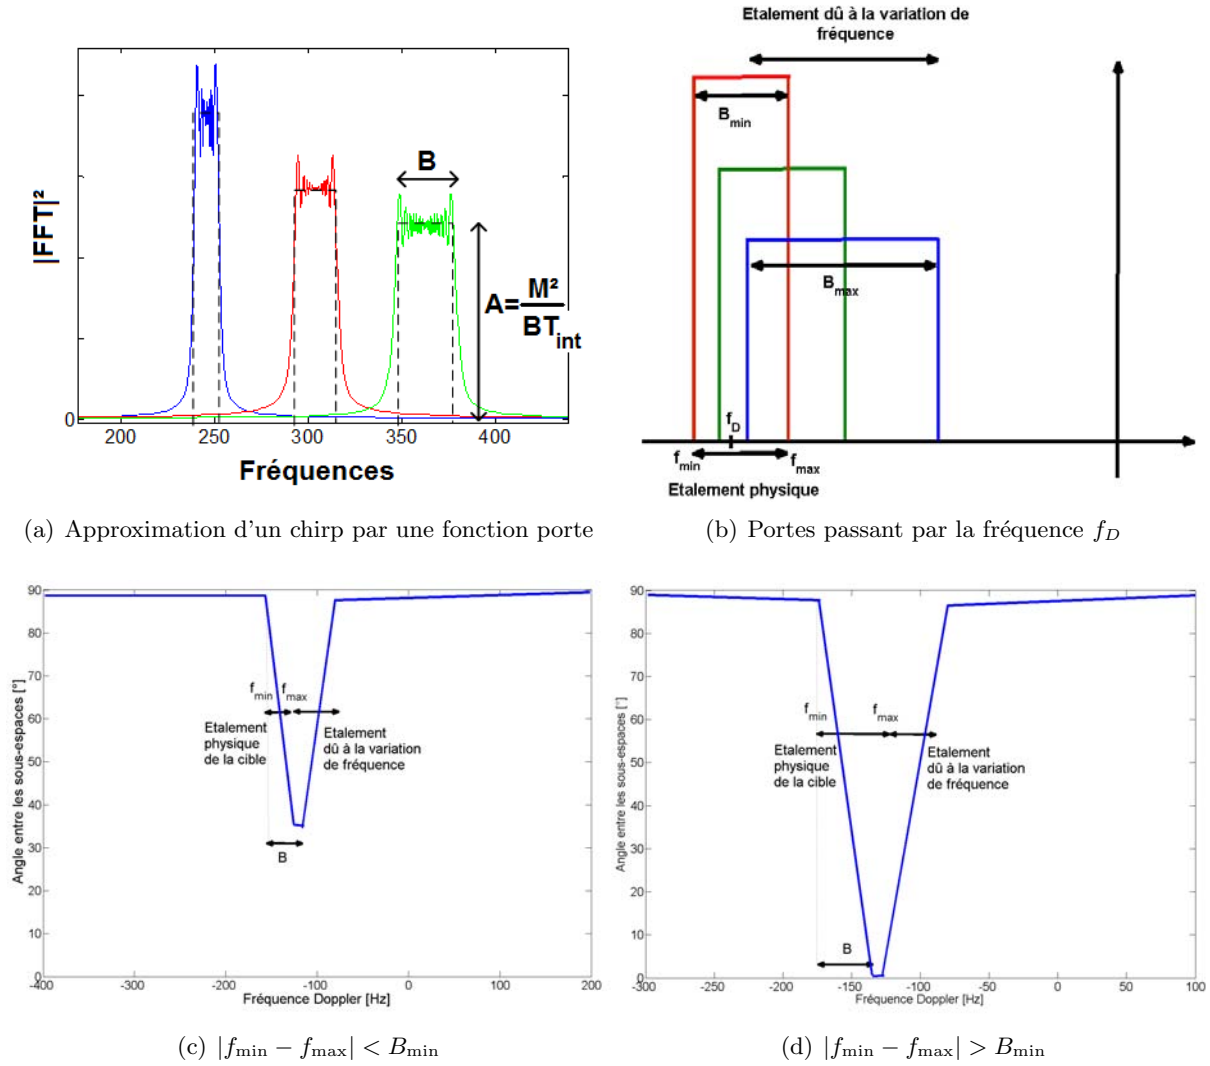 |FFT|²
0
200
250
300
350
400
Fréquences
B
A=M²/BT_int
Etalement dû à la variation de
fréquence
B_min
B_max
f_D
f_min
f_max
Etalement physique
(a) Approximation d'un chirp par une fonction porte
(b) Portes passant par la fréquence f_D
Angle entre les sous-espaces [°]
90
80
70
60
50
40
30
20
10
0
-400
-300
-200
-100
0
100
200
Fréquence Doppler [Hz]
f_min
f_max
Etalement
physique
de la cible
Etalement
dû à la variation
de fréquence
B
Angle entre les sous-espaces [°]
90
80
70
60
50
40
30
20
10
0
-300
-250
-200
-150
-100
-50
0
50
100
Fréquence Doppler [Hz]
f_min
f_max
Etalement
physique
de la cible
Etalement
dû à la variation
de fréquence
B
(c) |f_min − f_max| < B_min
(d) |f_min − f_max| > B_min